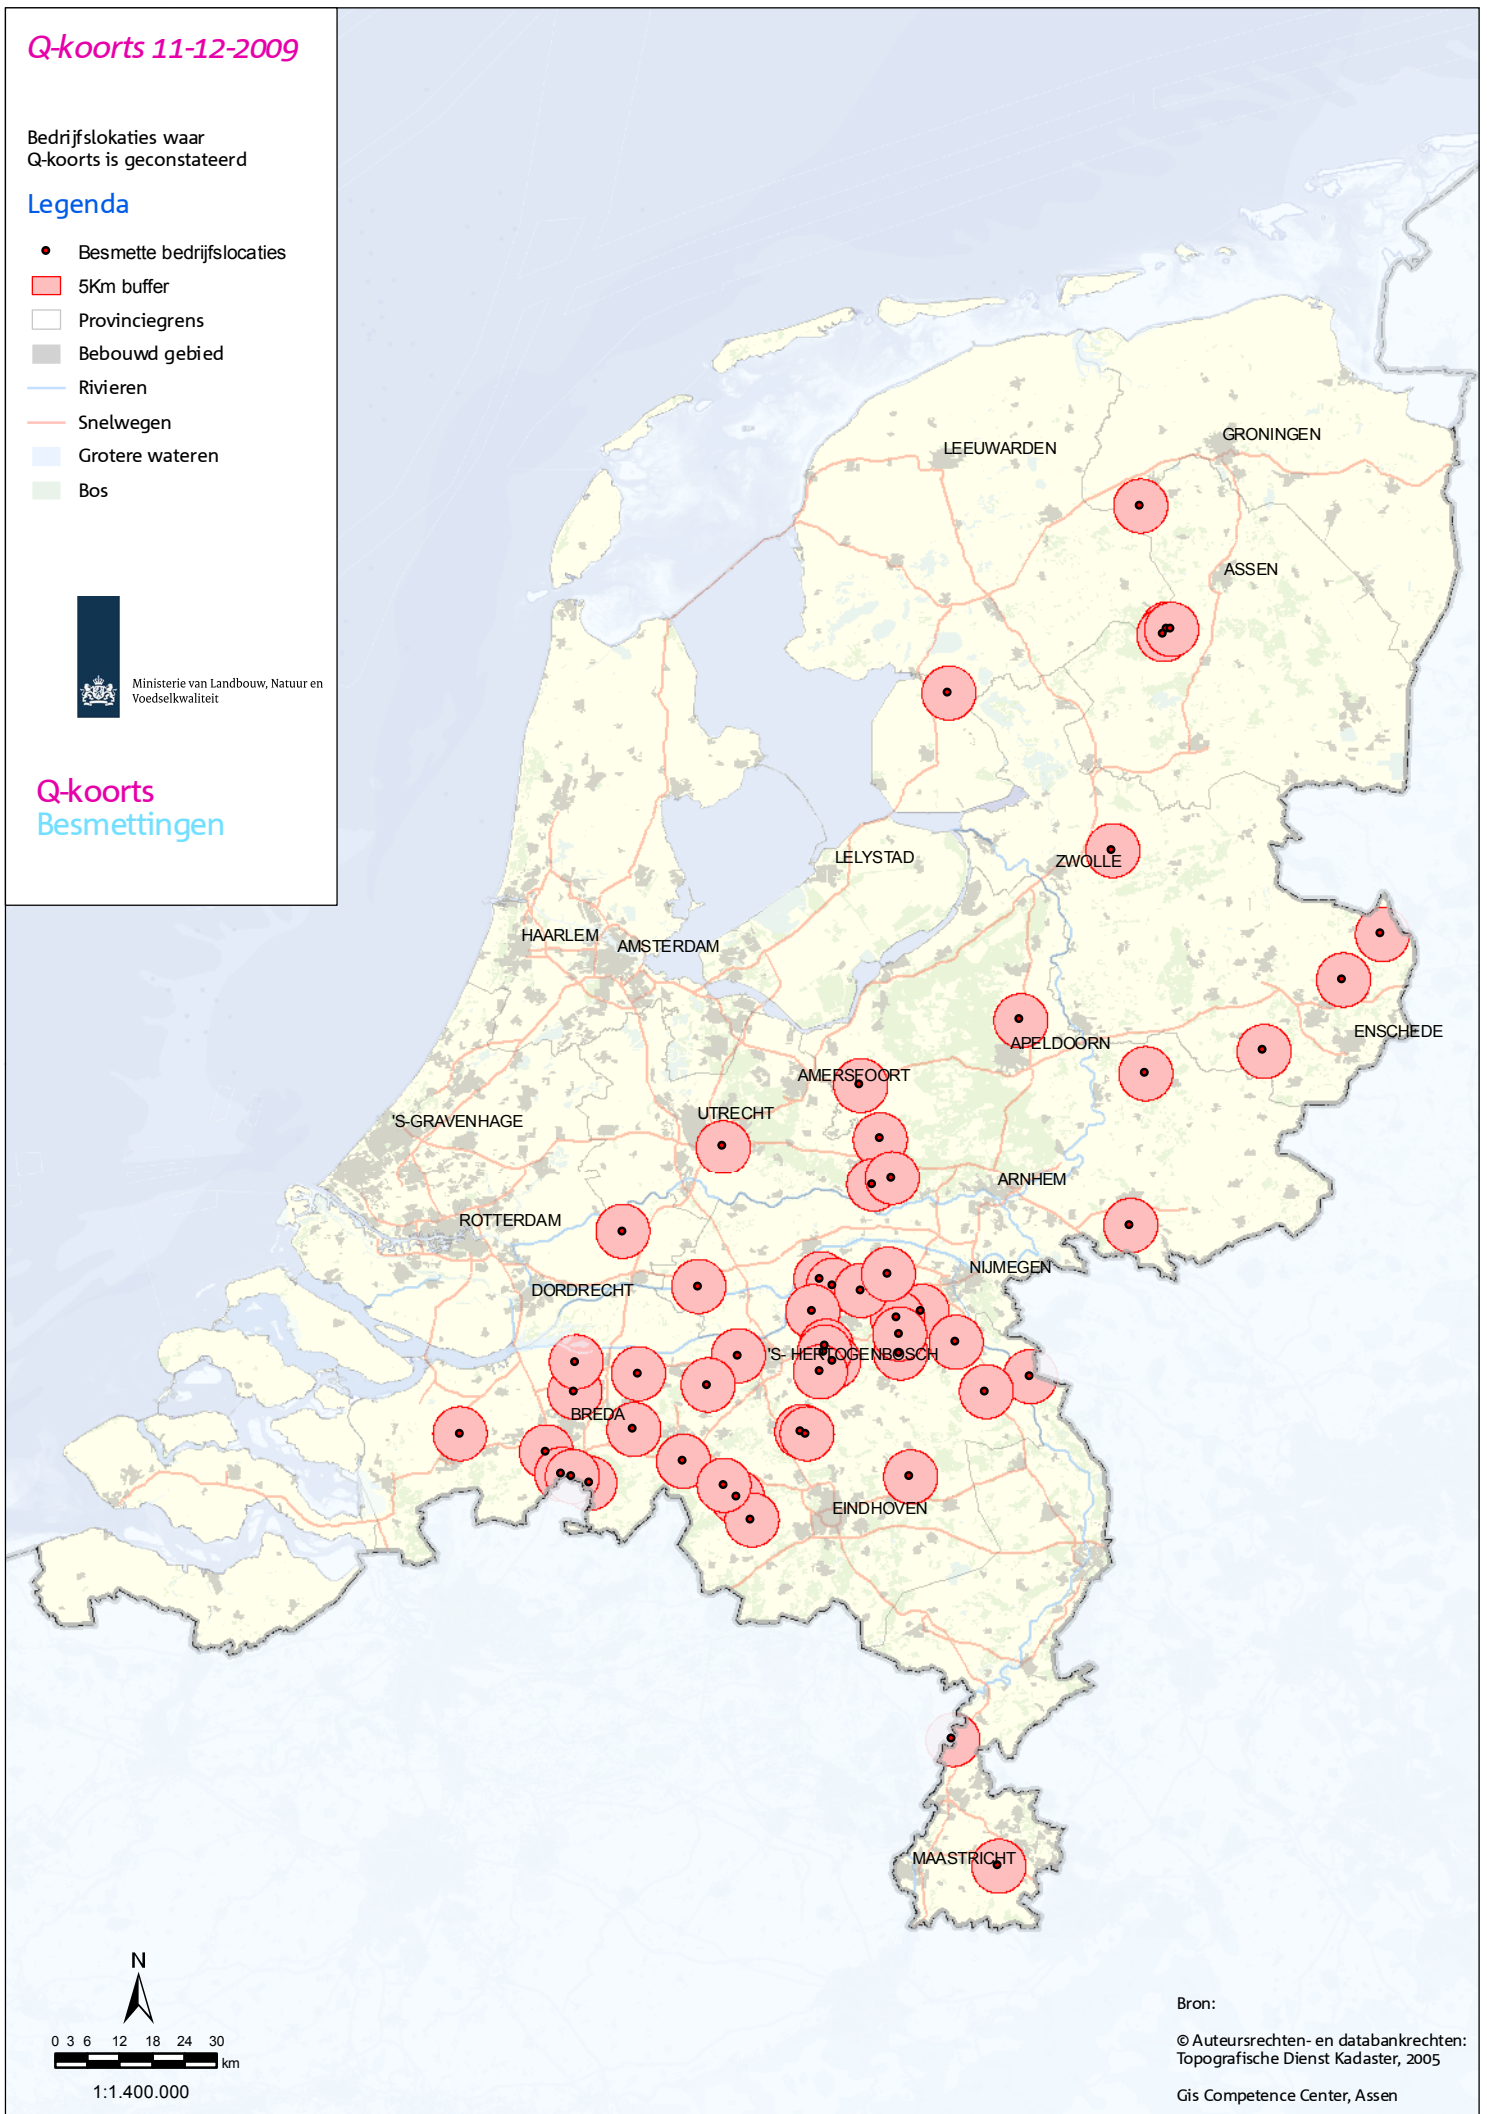 Q-koorts 11-12-2009
Bedrijfslokaties waar
Q-koorts is geconstateerd
Legenda
Besmette bedrijfslocaties
5Km buffer
Provinciegrens
Bebouwd gebied
Rivieren
Snelwegen
Grotere wateren
Bos
Ministerie van Landbouw, Natuur en
Voedselkwaliteit
Q-koorts
Besmettingen
GRONINGEN
LEEUWARDEN
ASSEN
LELYSTAD
ZWOLLE
HAARLEM
AMSTERDAM
ENSCHEDE
APELDOORN
AMERSFOORT
UTRECHT
'S-GRAVENHAGE
ARNHEM
ROTTERDAM
NIJMEGEN
DORDRECHT
'S- HERTOGENBOSCH
BREDA
EINDHOVEN
MAASTRICHT
N
0 3 6 12 18 24 30
km
1:1.400.000
Bron:
© Auteursrechten- en databankrechten:
Topografische Dienst Kadaster, 2005
Gis Competence Center, Assen